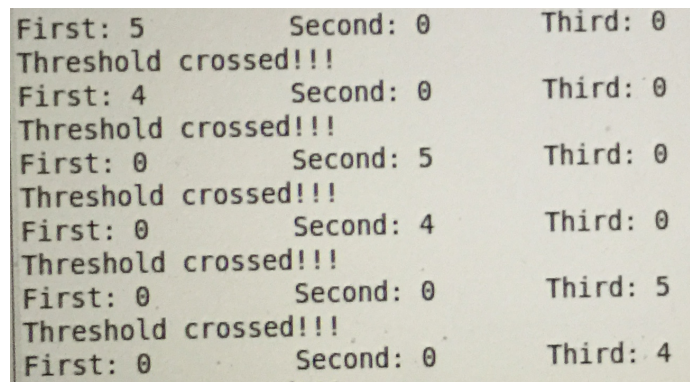 First: 5 Second: 0 Third: 0
Threshold crossed!!!
First: 4 Second: 0 Third: 0
Threshold crossed!!!
First: 0 Second: 5 Third: 0
Threshold crossed!!!
First: 0 Second: 4 Third: 0
Threshold crossed!!!
First: 0 Second: 0 Third: 5
Threshold crossed!!!
First: 0 Second: 0 Third: 4